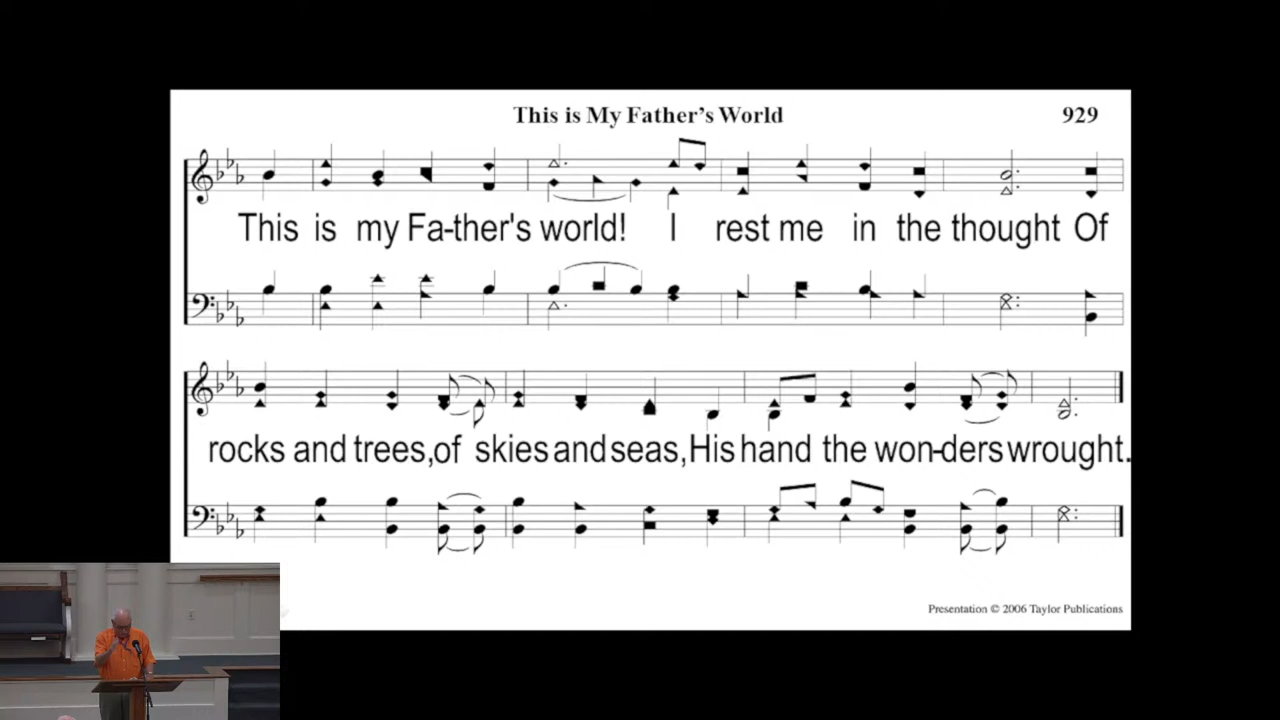 This is My Father's World
929
This is my Fa-ther's world! I rest me in the thought Of
rocks and trees,of skies and seas,His hand the won-ders wrought.
Presentation © 2006 Taylor Publications